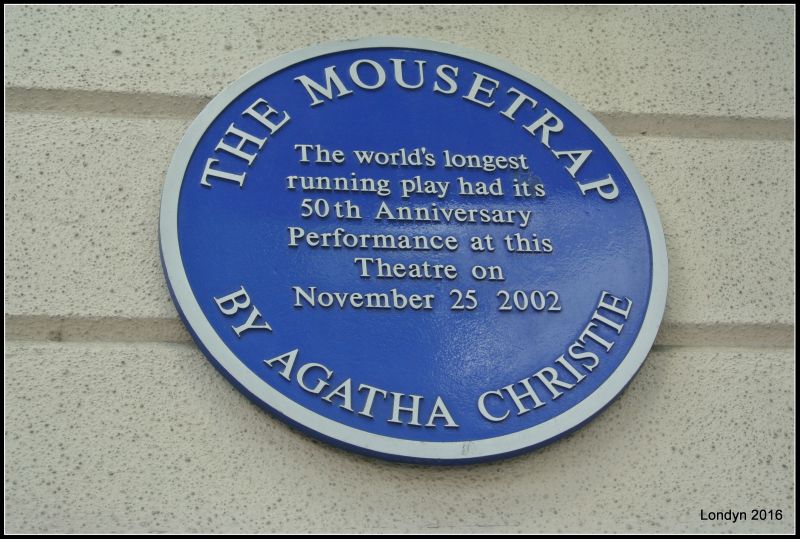 THE MOUSETRAP
The world's longest
running play had its
50th Anniversary
Performance at this
Theatre on
November 25 2002
BY AGATHA CHRISTIE
Londyn 2016